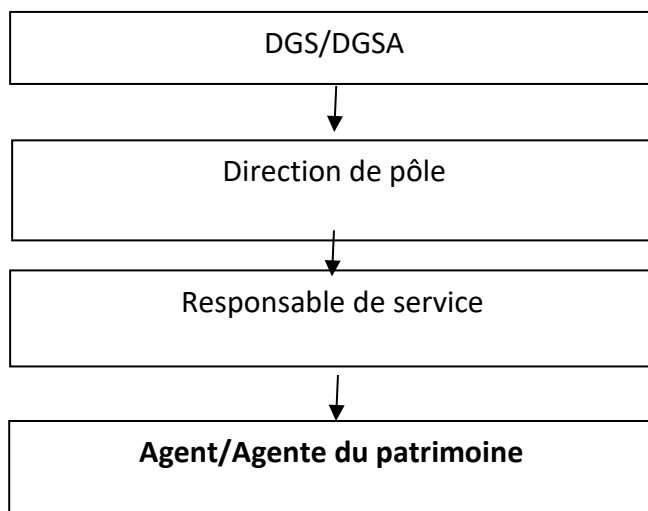 DGS/DGSA
Direction de pôle
Responsable de service
Agent/Agente du patrimoine